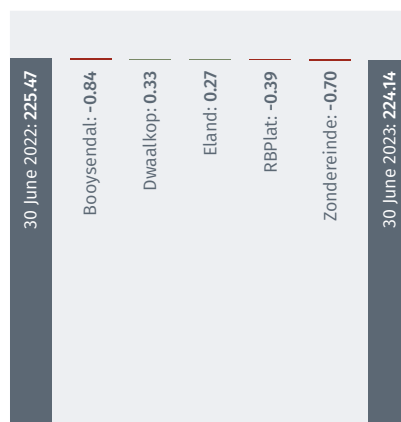 30 June 2022: 225.47
Booysendal: -0.84
Dwaalkop: 0.33
Eland: 0.27
RBPlat: -0.39
Zondereinde: -0.70
30 June 2023: 224.14